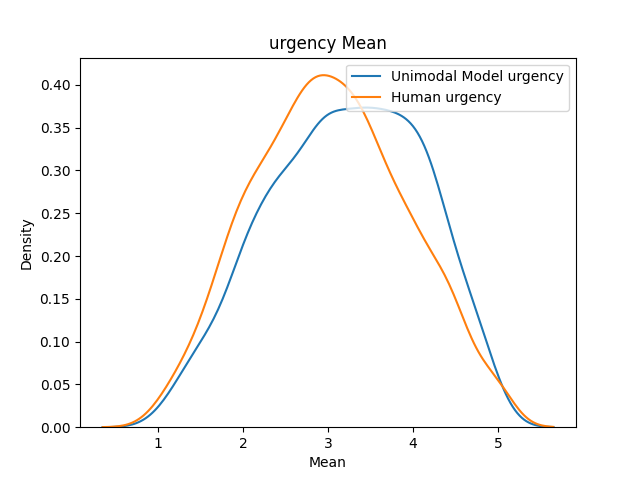 urgency Mean
Unimodal Model urgency
Human urgency
0.40
0.35
0.30
0.25
0.20
0.15
0.10
0.05
0.00
Density
1 2 3 4 5
Mean